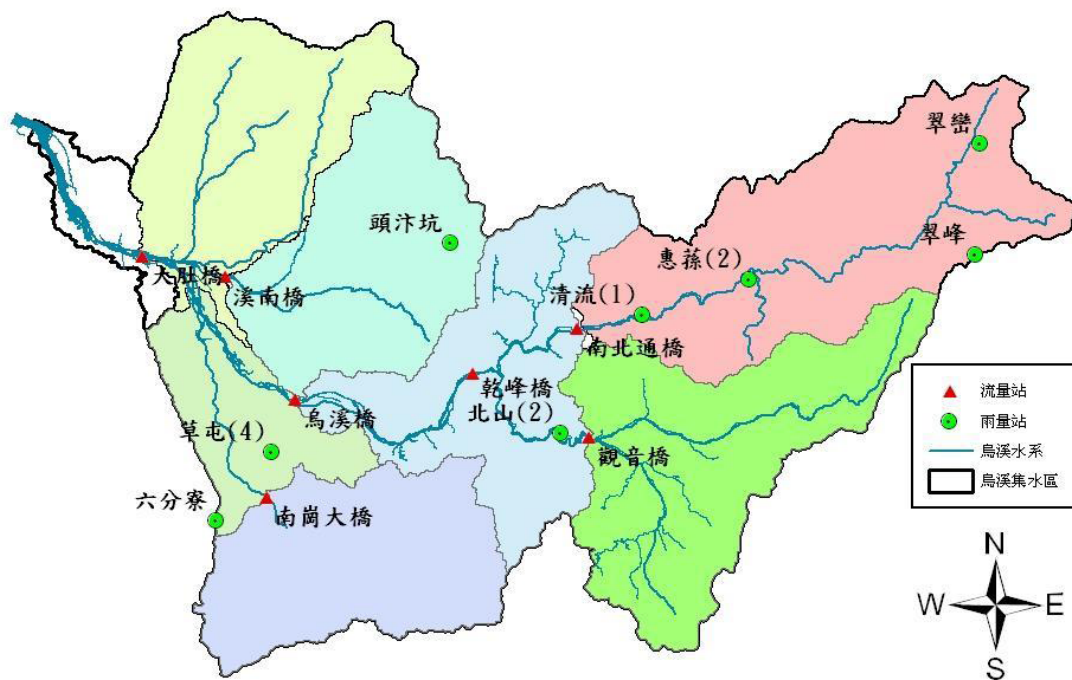 翠巒
頭汴坑
翠峰
惠蓀(2)
大肚橋
溪南橋
清流(1)
南北通橋
乾峰橋
北山(2)
烏溪橋
草屯(4)
觀音橋
六分寮
南崗大橋
流量站
雨量站
烏溪水系
烏溪集水區
N
W
E
S